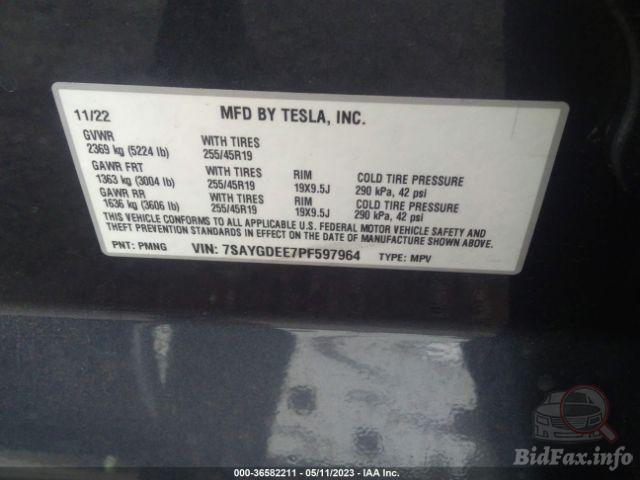 11/22 MFD BY TESLA, INC.
GVWR
2369 kg (5224 lb) WITH TIRES 255/45R19
GAWR FRT
1363 kg (3004 lb) WITH TIRES 255/45R19 RIM 19X9.5J COLD TIRE PRESSURE 290 kPa, 42 psi
GAWR RR
1636 kg (3606 lb) WITH TIRES 255/45R19 RIM 19X9.5J COLD TIRE PRESSURE 290 kPa, 42 psi
THIS VEHICLE CONFORMS TO ALL APPLICABLE U.S. FEDERAL MOTOR VEHICLE SAFETY AND
THEFT PREVENTION STANDARDS IN EFFECT ON THE DATE OF MANUFACTURE SHOWN ABOVE.
PNT: PMNG VIN: 7SAYGDEE7PF597964 TYPE: MPV
BidFax.info
000-36582211 - 05/11/2023 - IAA Inc.